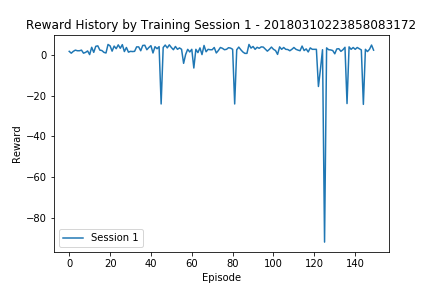 Reward History by Training Session 1 - 20180310223858083172
0
−20
−40
−60
−80
Reward
Session 1
0 20 40 60 80 100 120 140
Episode